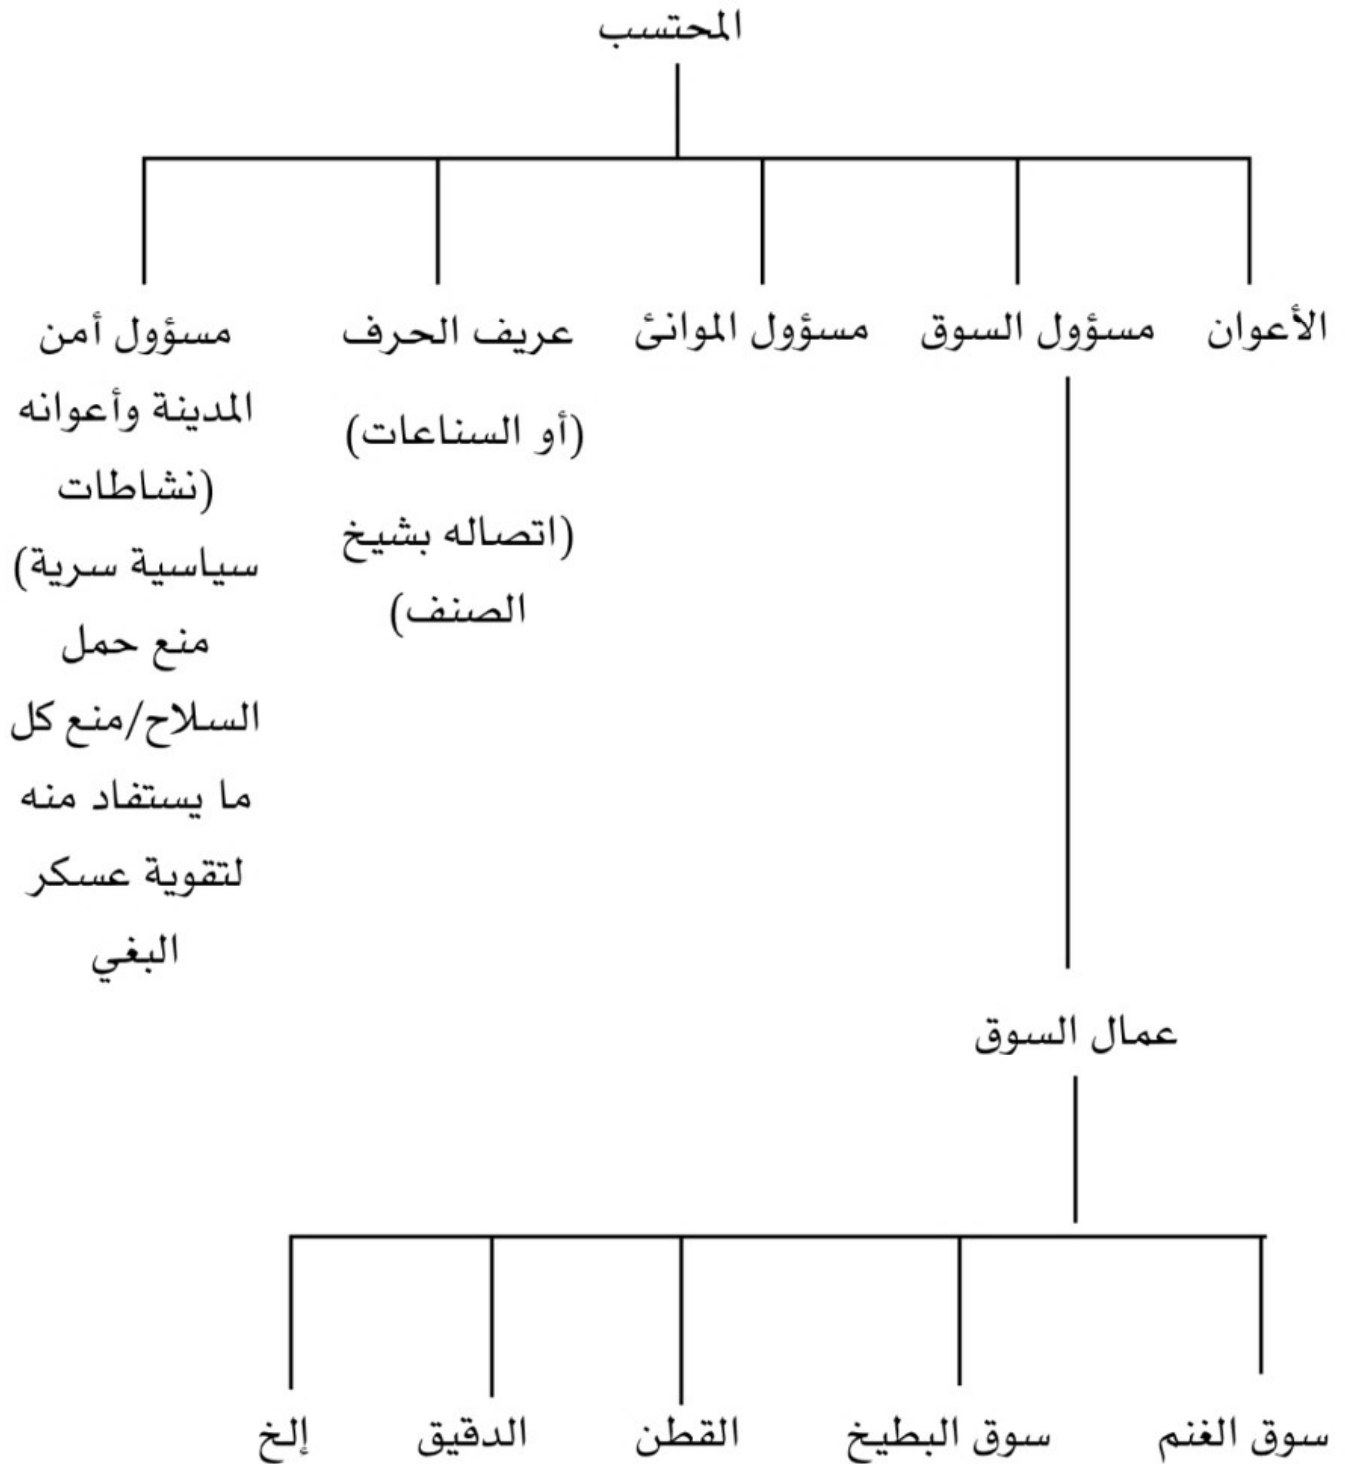 المحتسب
الأعوان
مسؤول السوق
مسؤول الموانئ
عريف الحرف
(أو السناعات)
(اتصاله بشيخ
الصنف)
مسؤول أمن
المدينة وأعوانه
(نشاطات
سياسية سرية)
منع حمل
السلاح/منع كل
ما يستفاد منه
لتقوية عسكر
البغي
عمال السوق
سوق الغنم
سوق البطيخ
القطن
الدقيق
إلخ